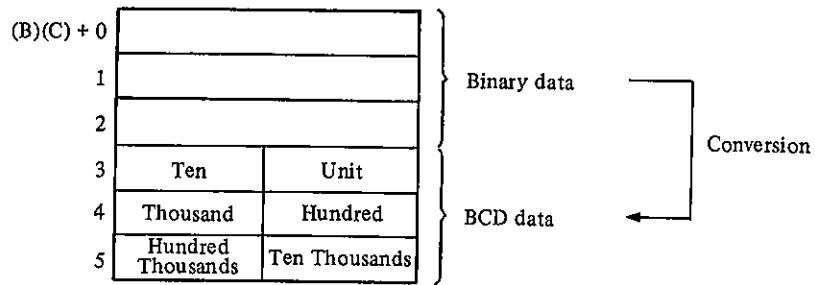 (B)(C) + 0
1
Binary data
2
Conversion
3 Ten Unit
4 Thousand Hundred
BCD data
5 Hundred Thousands Ten Thousands